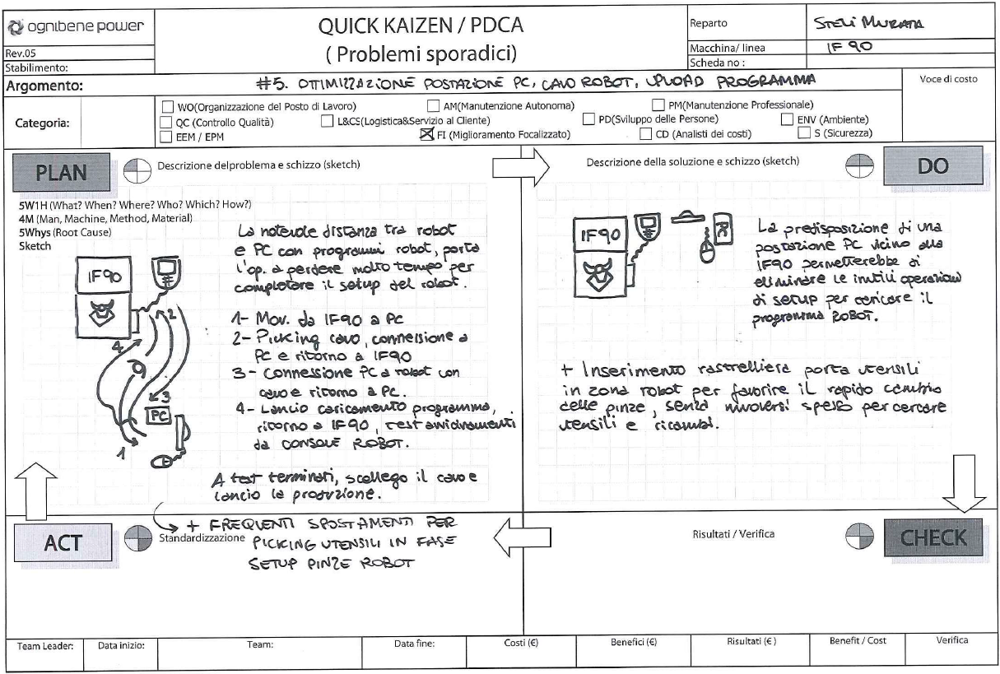 ognibene power
Rev.05
Stabilimento:
QUICK KAIZEN / PDCA
( Problemi sporadici)
Reparto STELI MURATA
Macchina/ linea IF 90
Scheda no :
Argomento: #5. OTTIMIZZAZIONE POSTAZIONE PC, CAVO ROBOT, UPLOAD PROGRAMMA
Voce di costo
Categoria:
WO(Organizzazione del Posto di Lavoro) AM(Manutenzione Autonoma) PM(Manutenzione Professionale)
QC (Controllo Qualità) L&CS(Logistica&Servizio al Cliente) PD(Sviluppo delle Persone) ENV (Ambiente)
EEM / EPM FI (Miglioramento Focalizzato) CD (Analisti dei costi) S (Sicurezza)
PLAN
Descrizione delproblema e schizzo (sketch)
5W1H (What? When? Where? Who? Which? How?)
4M (Man, Machine, Method, Material)
5Whys (Root Cause)
Sketch
La notevole distanza tra robot
e PC con programmi robot, porta
l'op. a perdere molto tempo per
completare il setup del robot.
1- Mov. da IF90 a PC
2- Picking cavo, connessione a
PC e ritorno a IF90
3- Connessione PC a robot con
cavo e ritorno a PC.
4- Lancio caricamento programma,
ritorno a IF90, test avvidnamenti
da CONSOLE ROBOT.
A test terminati, scollego il cavo e
lancio la produzione.
+ FREQUENTI SPOSTAMENTI PER
PICKING UTENSILI IN FASE
SETUP PINZE ROBOT
IF90
2
4
3
PC
1
Descrizione della soluzione e schizzo (sketch)
DO
IF90
La predisposizione di una
postazione PC vicino alla
IF90 permetterebbe di
eliminare le inutili operazioni
di setup per caricare il
programma ROBOT.
+ Inserimento rastrelliera porta utensili
in zona robot per favorire il rapido cambio
delle pinze, senza muoversi spesso per cercare
utensili e ricambi.
ACT
Standardizzazione
Risultati / Verifica
CHECK
Team Leader: Data inizio: Team: Data fine: Costi (€) Benefici (€) Risultati (€ ) Benefit / Cost Verifica